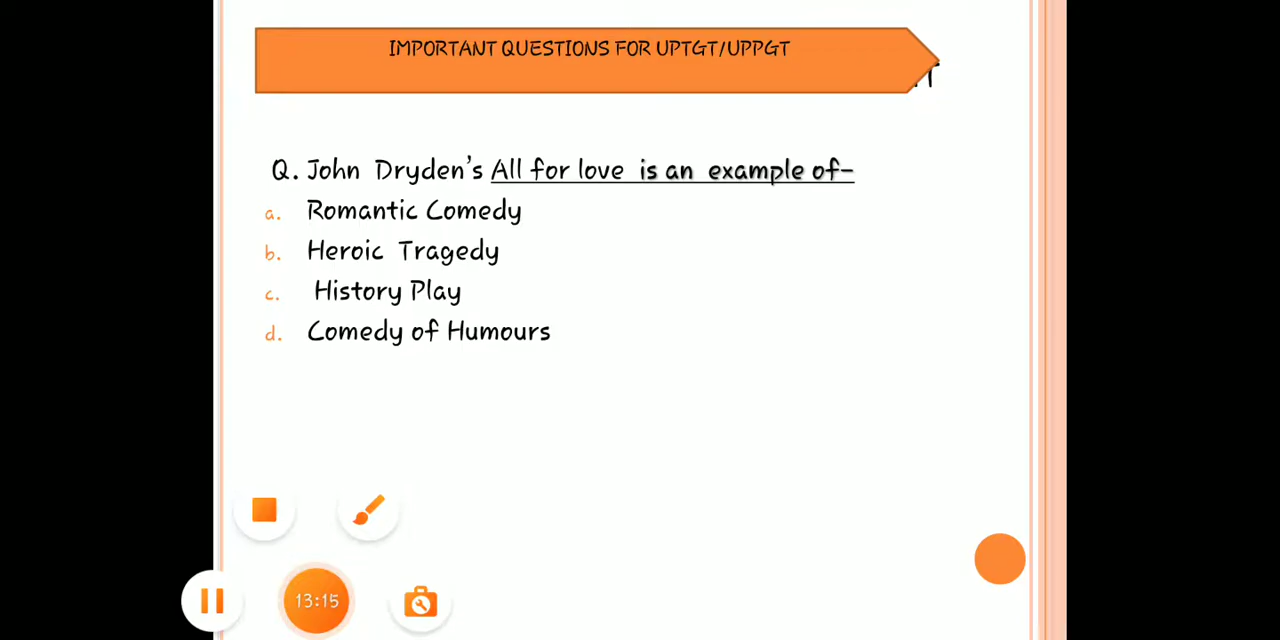 IMPORTANT QUESTIONS FOR UPTGT/UPPGT
Q. John Dryden's All for love is an example of-
a. Romantic Comedy
b. Heroic Tragedy
c. History Play
d. Comedy of Humours
13:15